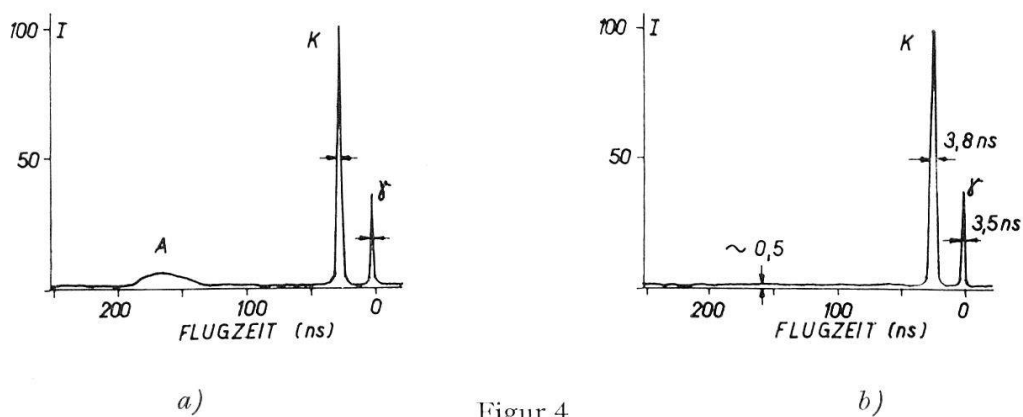 100 I
K
50
γ
A
200 100 0
FLUGZEIT (ns)
a)
100 I
K
3,8 ns
50
γ
3,5 ns
~ 0,5
200 100 0
FLUGZEIT (ns)
b)
Figur 4